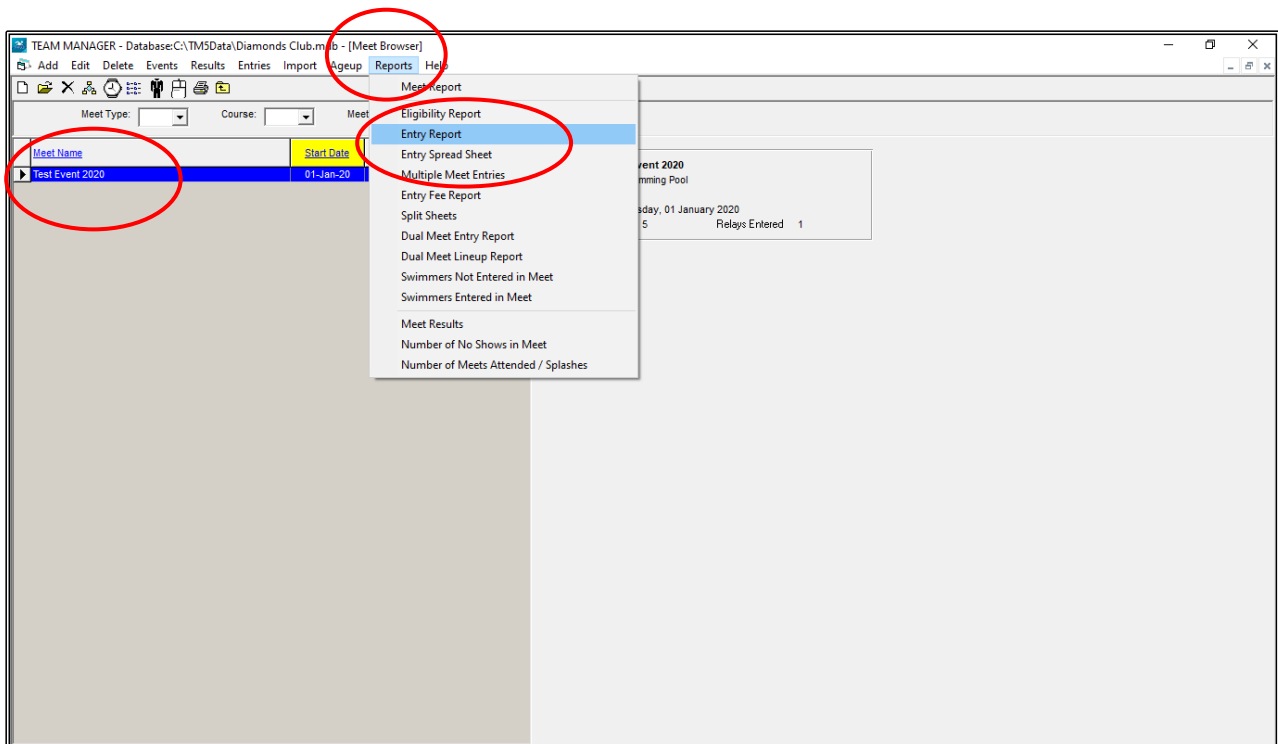 TEAM MANAGER - Database:C:\TM5Data\Diamonds Club.mdb - [Meet Browser]
Add Edit Delete Events Results Entries Import Ageup Reports Help
Meet Type: Course: Meet
Meet Name Start Date
Test Event 2020 01-Jan-20
Meet Report
Eligibility Report
Entry Report
Entry Spread Sheet
Multiple Meet Entries
Entry Fee Report
Split Sheets
Dual Meet Entry Report
Dual Meet Lineup Report
Swimmers Not Entered in Meet
Swimmers Entered in Meet
Meet Results
Number of No Shows in Meet
Number of Meets Attended / Splashes
vent 2020
mming Pool
sday, 01 January 2020
5 Relays Entered 1